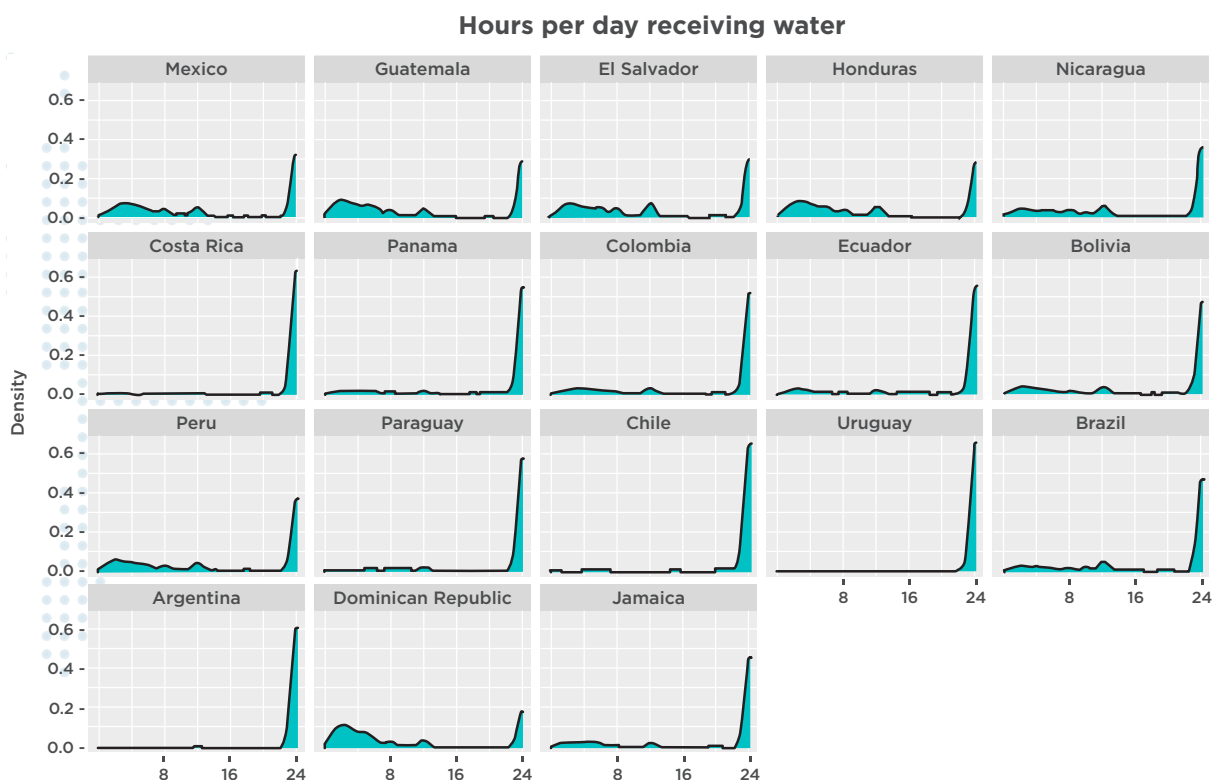 Hours per day receiving water
Mexico Guatemala El Salvador Honduras Nicaragua
0.6
0.4
0.2
0.0
Costa Rica Panama Colombia Ecuador Bolivia
0.6
0.4
0.2
0.0
Density
Peru Paraguay Chile Uruguay Brazil
0.6
0.4
0.2
0.0
8 16 24 8 16 24
Argentina Dominican Republic Jamaica
0.6
0.4
0.2
0.0
8 16 24 8 16 24 8 16 24